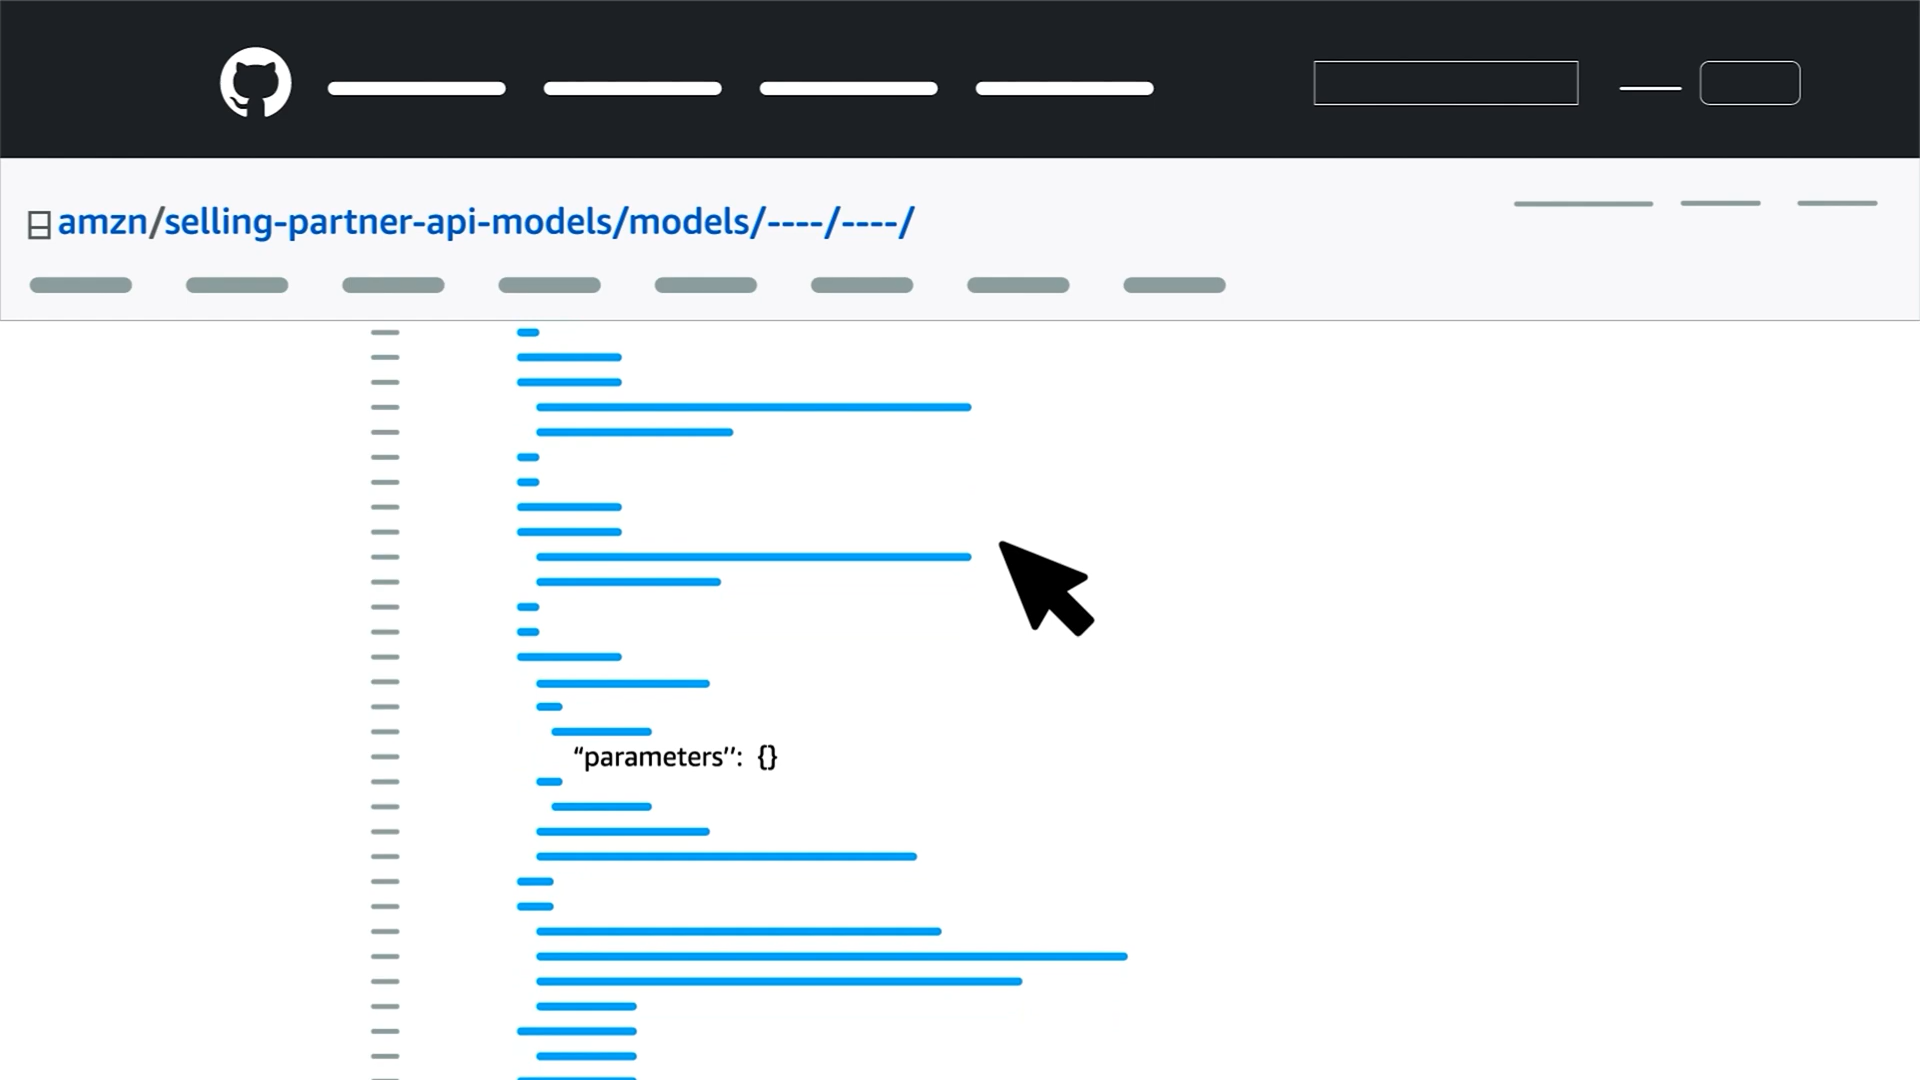 amzn/selling-partner-api-models/models/----/----/
“parameters’’: {}